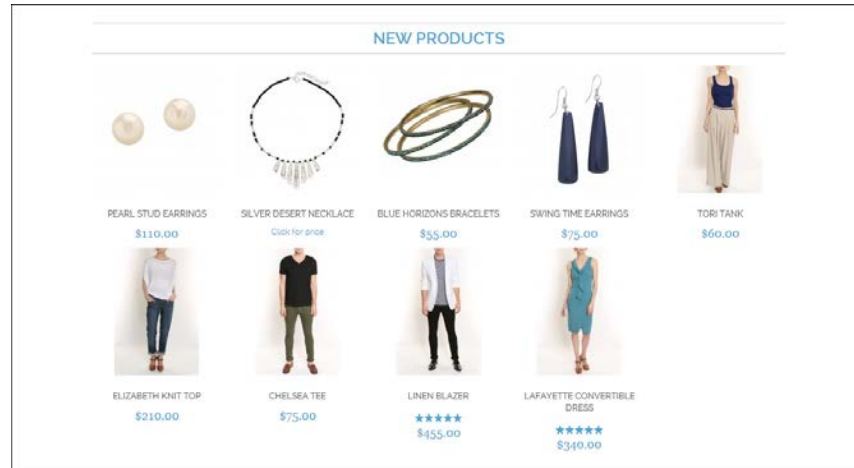 NEW PRODUCTS
PEARL STUD EARRINGS
$110.00
SILVER DESERT NECKLACE
Click for price
BLUE HORIZONS BRACELETS
$55.00
SWING TIME EARRINGS
$75.00
TORI TANK
$60.00
ELIZABETH KNIT TOP
$210.00
CHELSEA TEE
$75.00
LINEN BLAZER
$455.00
LAFAYETTE CONVERTIBLE
DRESS
$340.00